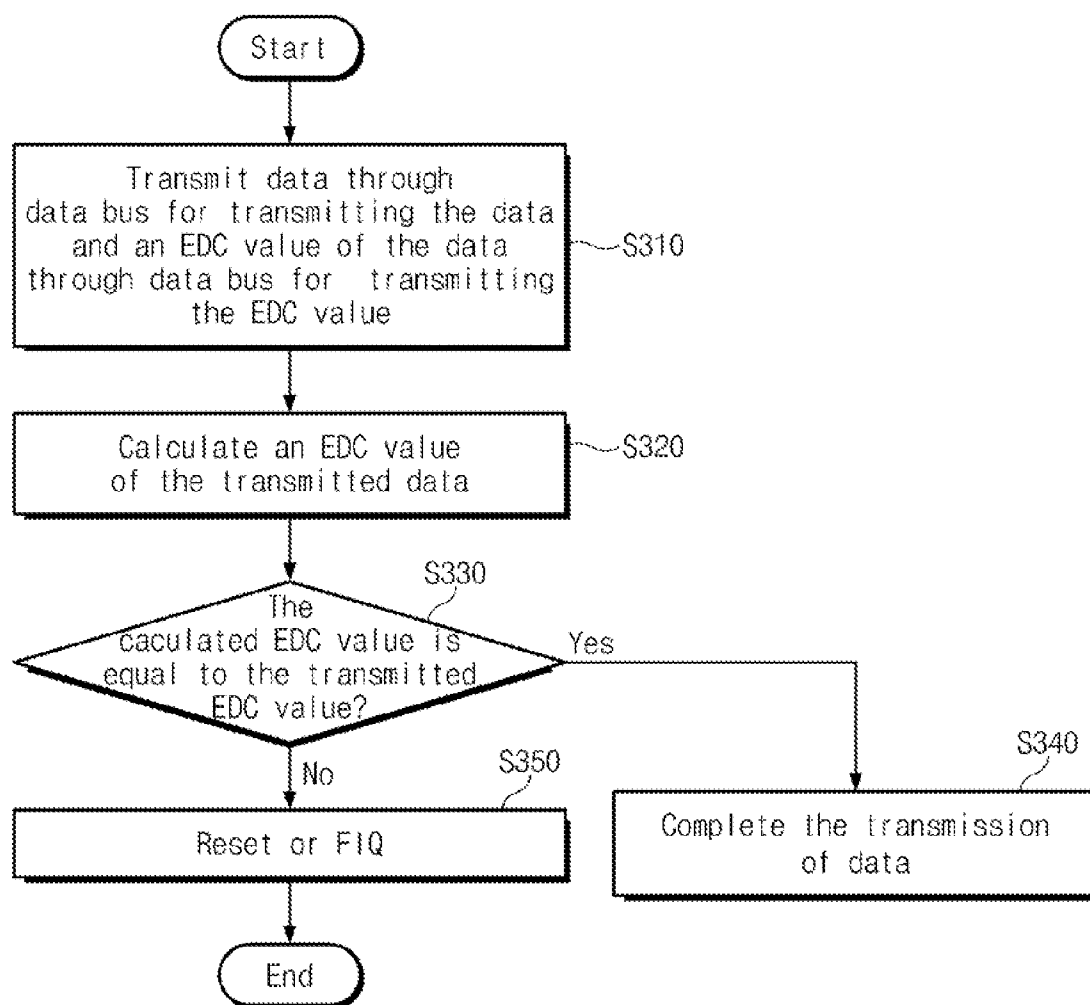 Start
Transmit data through
data bus for transmitting the data
and an EDC value of the data
through data bus for transmitting
the EDC value
S310
Calculate an EDC value
of the transmitted data
S320
S330
The
caculated EDC value is
equal to the transmitted
EDC value?
Yes
No
S350
Reset or FIQ
S340
Complete the transmission
of data
End